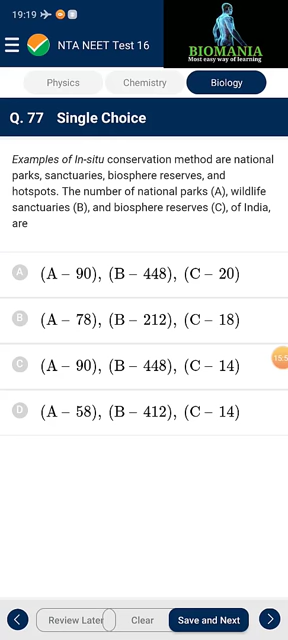 19:19
NTA NEET Test 16
BIOMANIA
Most easy way of learning
Physics
Chemistry
Biology
Q. 77 Single Choice
Examples of In-situ conservation method are national
parks, sanctuaries, biosphere reserves, and
hotspots. The number of national parks (A), wildlife
sanctuaries (B), and biosphere reserves (C), of India,
are
A (A – 90), (B – 448), (C – 20)
B (A – 78), (B – 212), (C – 18)
C (A – 90), (B – 448), (C – 14)
15:5
D (A – 58), (B – 412), (C – 14)
Review Later
Clear
Save and Next